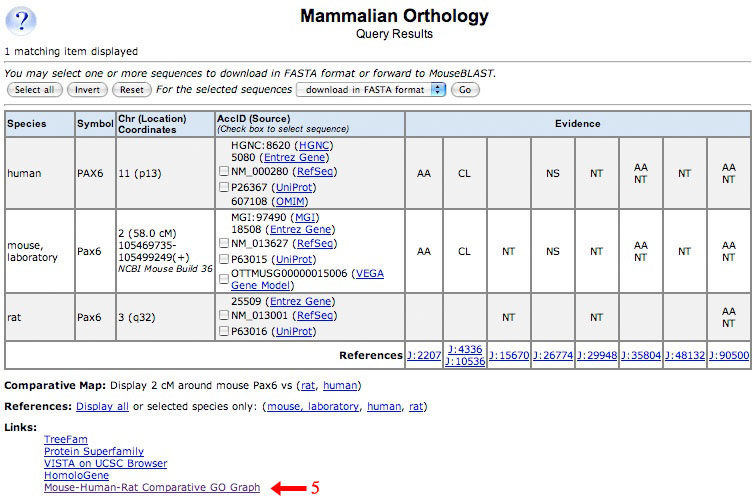 ?
Mammalian Orthology
Query Results
1 matching item displayed
You may select one or more sequences to download in FASTA format or forward to MouseBLAST.
Select all Invert Reset For the selected sequences download in FASTA format Go
Species Symbol Chr (Location) Coordinates AccID (Source) (Check box to select sequence) Evidence
human PAX6 11 (p13) HGNC:8620 (HGNC)
5080 (Entrez Gene)
NM_000280 (RefSeq)
P26367 (UniProt)
607108 (OMIM)
AA CL NS NT AA NT NT AA NT
mouse, laboratory Pax6 2 (58.0 cM)
105469735-
105499249(+)
NCBI Mouse Build 36
MGI:97490 (MGI)
18508 (Entrez Gene)
NM_013627 (RefSeq)
P63015 (UniProt)
OTTMUSG00000015006 (VEGA
Gene Model)
AA CL NT NS NT AA NT NT AA NT
rat Pax6 3 (q32) 25509 (Entrez Gene)
NM_013001 (RefSeq)
P63016 (UniProt)
NT NT AA NT
References J:2207 J:4336 J:10536 J:15670 J:26774 J:29948 J:35804 J:48132 J:90500
Comparative Map: Display 2 cM around mouse Pax6 vs (rat, human)
References: Display all or selected species only: (mouse, laboratory, human, rat)
Links:
TreeFam
Protein Superfamily
VISTA on UCSC Browser
HomoloGene
Mouse-Human-Rat Comparative GO Graph 5